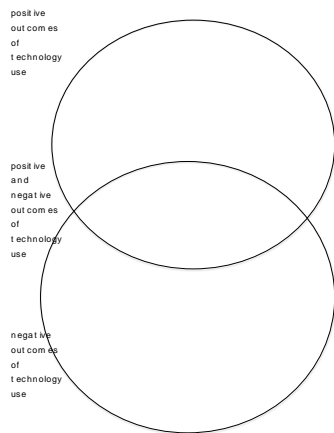 positive
outcomes
of
technology
use
positive
and
negative
outcomes
of
technology
use
negative
outcomes
of
technology
use